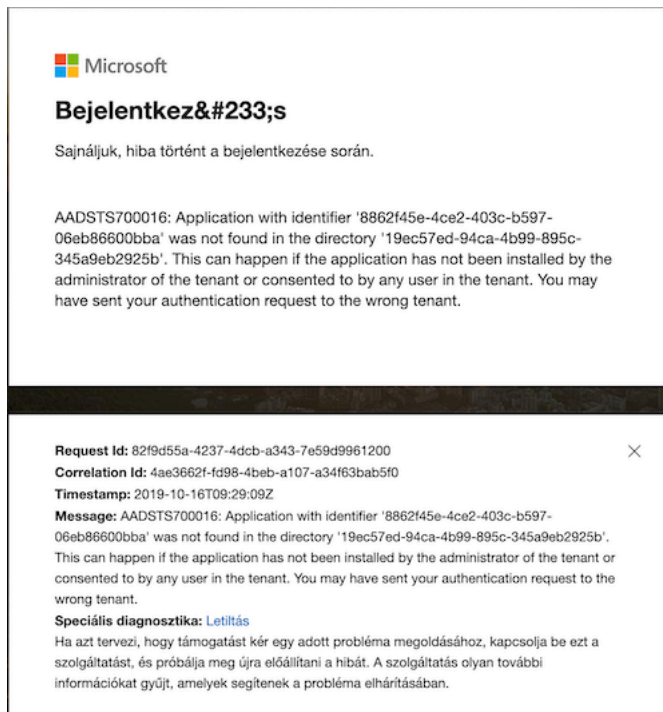 Microsoft
Bejelentkez&#233;s
Sajnáljuk, hiba történt a bejelentkezése során.
AADSTS700016: Application with identifier '8862f45e-4ce2-403c-b597-
06eb86600bba' was not found in the directory '19ec57ed-94ca-4b99-895c-
345a9eb2925b'. This can happen if the application has not been installed by the
administrator of the tenant or consented to by any user in the tenant. You may
have sent your authentication request to the wrong tenant.
Request Id: 82f9d55a-4237-4dcb-a343-7e59d9961200
Correlation Id: 4ae3662f-fd98-4beb-a107-a34f63bab5f0
Timestamp: 2019-10-16T09:29:09Z
Message: AADSTS700016: Application with identifier '8862f45e-4ce2-403c-b597-
06eb86600bba' was not found in the directory '19ec57ed-94ca-4b99-895c-345a9eb2925b'.
This can happen if the application has not been installed by the administrator of the tenant or
consented to by any user in the tenant. You may have sent your authentication request to the
wrong tenant.
Speciális diagnosztika: Letiltás
Ha azt tervezi, hogy támogatást kér egy adott probléma megoldásához, kapcsolja be ezt a
szolgáltatást, és próbálja meg újra előállítani a hibát. A szolgáltatás olyan további
információkat gyűjt, amelyek segítenek a probléma elhárításában.